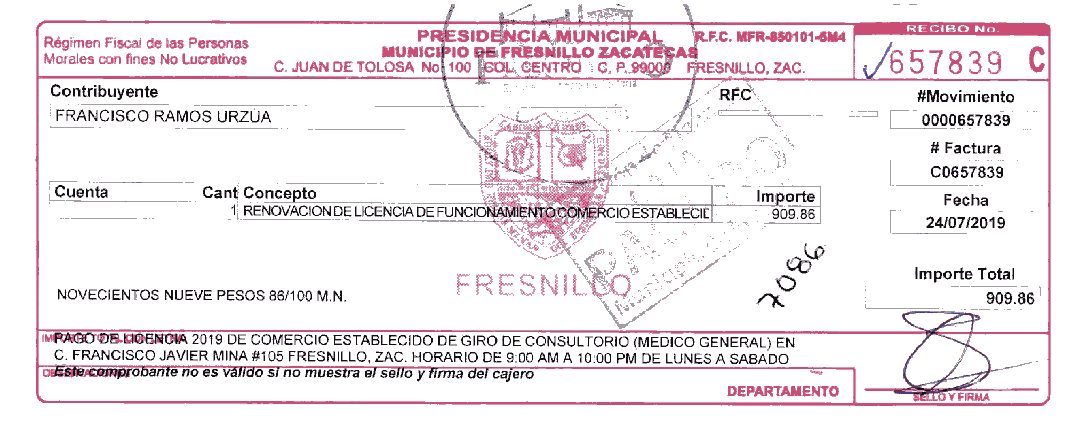 Régimen Fiscal de las Personas
Morales con fines No Lucrativos
PRESIDENCIA MUNICIPAL
MUNICIPIO DE FRESNILLO ZACATECAS
C. JUAN DE TOLOSA No. 100 COL. CENTRO C. P. 99000 FRESNILLO, ZAC.
R.F.C. MFR-850101-5M4
RECIBO No.
657839 C
Contribuyente
FRANCISCO RAMOS URZUA
RFC
#Movimiento
0000657839
# Factura
C0657839
Fecha
24/07/2019
Cuenta Cant Concepto Importe
1 RENOVACION DE LICENCIA DE FUNCIONAMIENTO COMERCIO ESTABLECID 909.86
7086
FRESNILLO
Importe Total
909.86
NOVECIENTOS NUEVE PESOS 86/100 M.N.
PAGO DE LICENCIA 2019 DE COMERCIO ESTABLECIDO DE GIRO DE CONSULTORIO (MEDICO GENERAL) EN
C. FRANCISCO JAVIER MINA #105 FRESNILLO, ZAC. HORARIO DE 9:00 AM A 10:00 PM DE LUNES A SABADO
Este comprobante no es válido si no muestra el sello y firma del cajero
DEPARTAMENTO
SELLO Y FIRMA